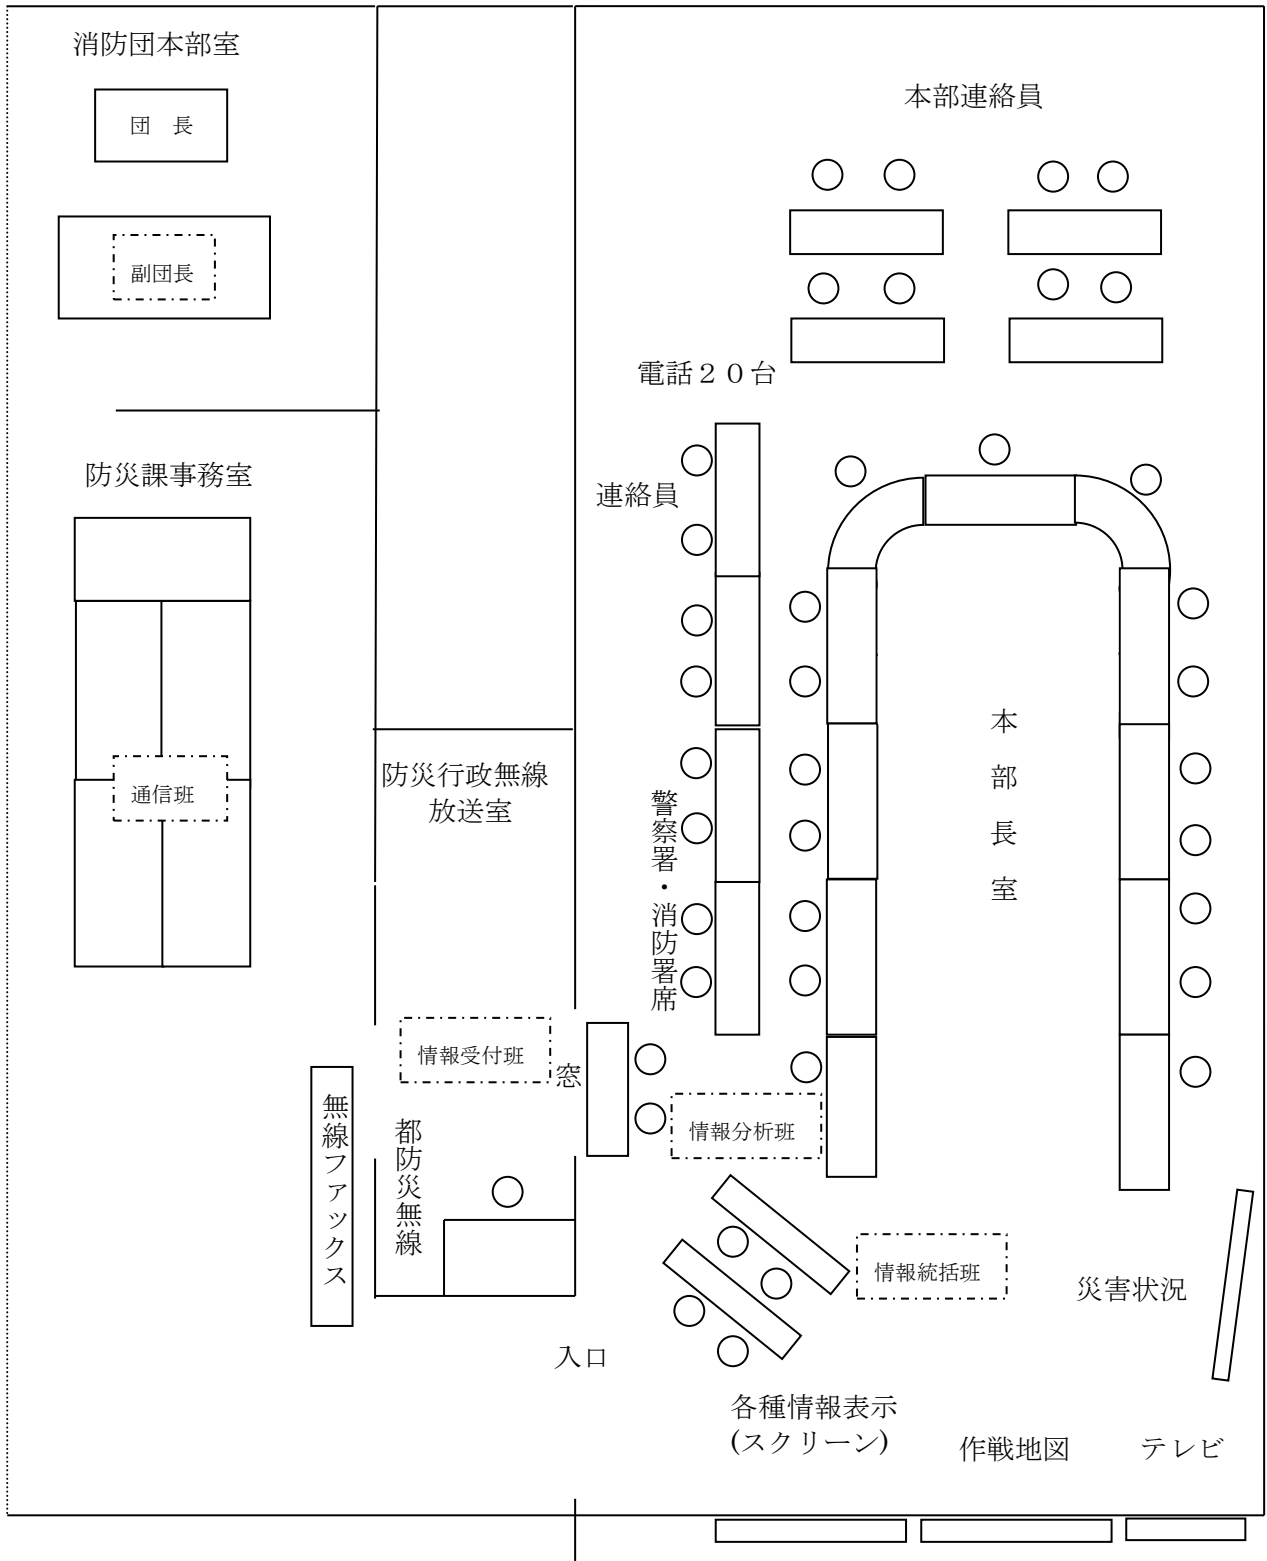 消防団本部室
団　長
副団長
本部連絡員
電話２０台
連絡員
防災課事務室
通信班
防災行政無線
放送室
警察署・消防署席
本部長室
情報受付班
窓
情報分析班
無線ファックス
都防災無線
情報統括班
災害状況
入口
各種情報表示
(スクリーン)
作戦地図
テレビ